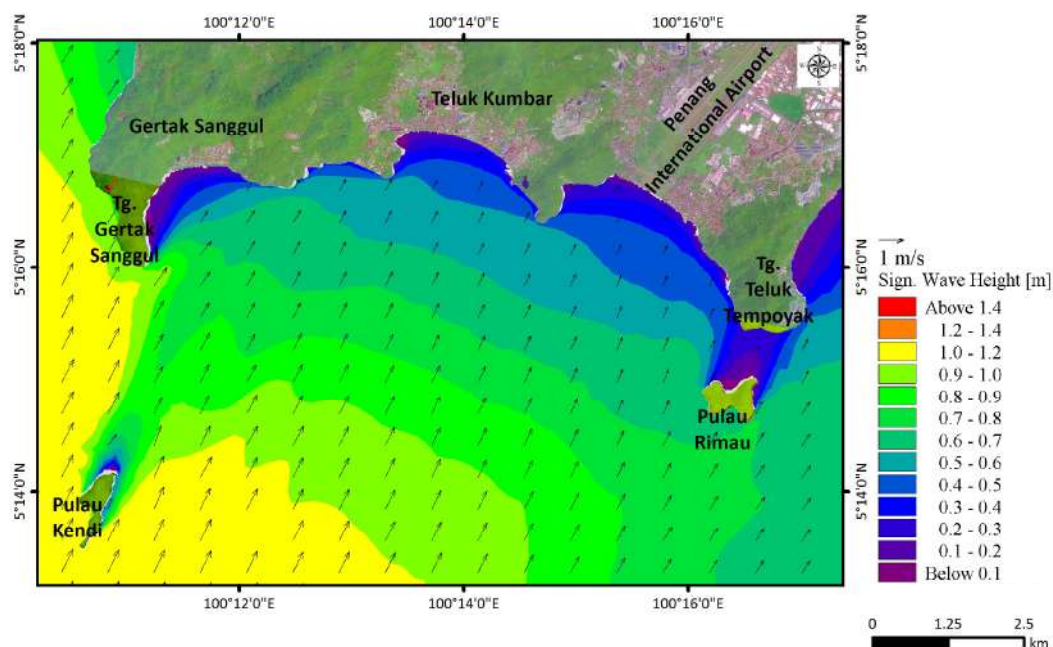 100°12'0"E 100°14'0"E 100°16'0"E
5°18'0"N 5°18'0"N
Teluk Kumbar
Gertak Sanggul
Penang
International Airport
Tg.
Gertak
Sanggul
5°16'0"N 5°16'0"N
Tg.
Teluk
Tempoyak
Pulau
Rimau
5°14'0"N 5°14'0"N
Pulau
Kendi
100°12'0"E 100°14'0"E 100°16'0"E
1 m/s
Sign. Wave Height [m]
Above 1.4
1.2 - 1.4
1.0 - 1.2
0.9 - 1.0
0.8 - 0.9
0.7 - 0.8
0.6 - 0.7
0.5 - 0.6
0.4 - 0.5
0.3 - 0.4
0.2 - 0.3
0.1 - 0.2
Below 0.1
0 1.25 2.5
km